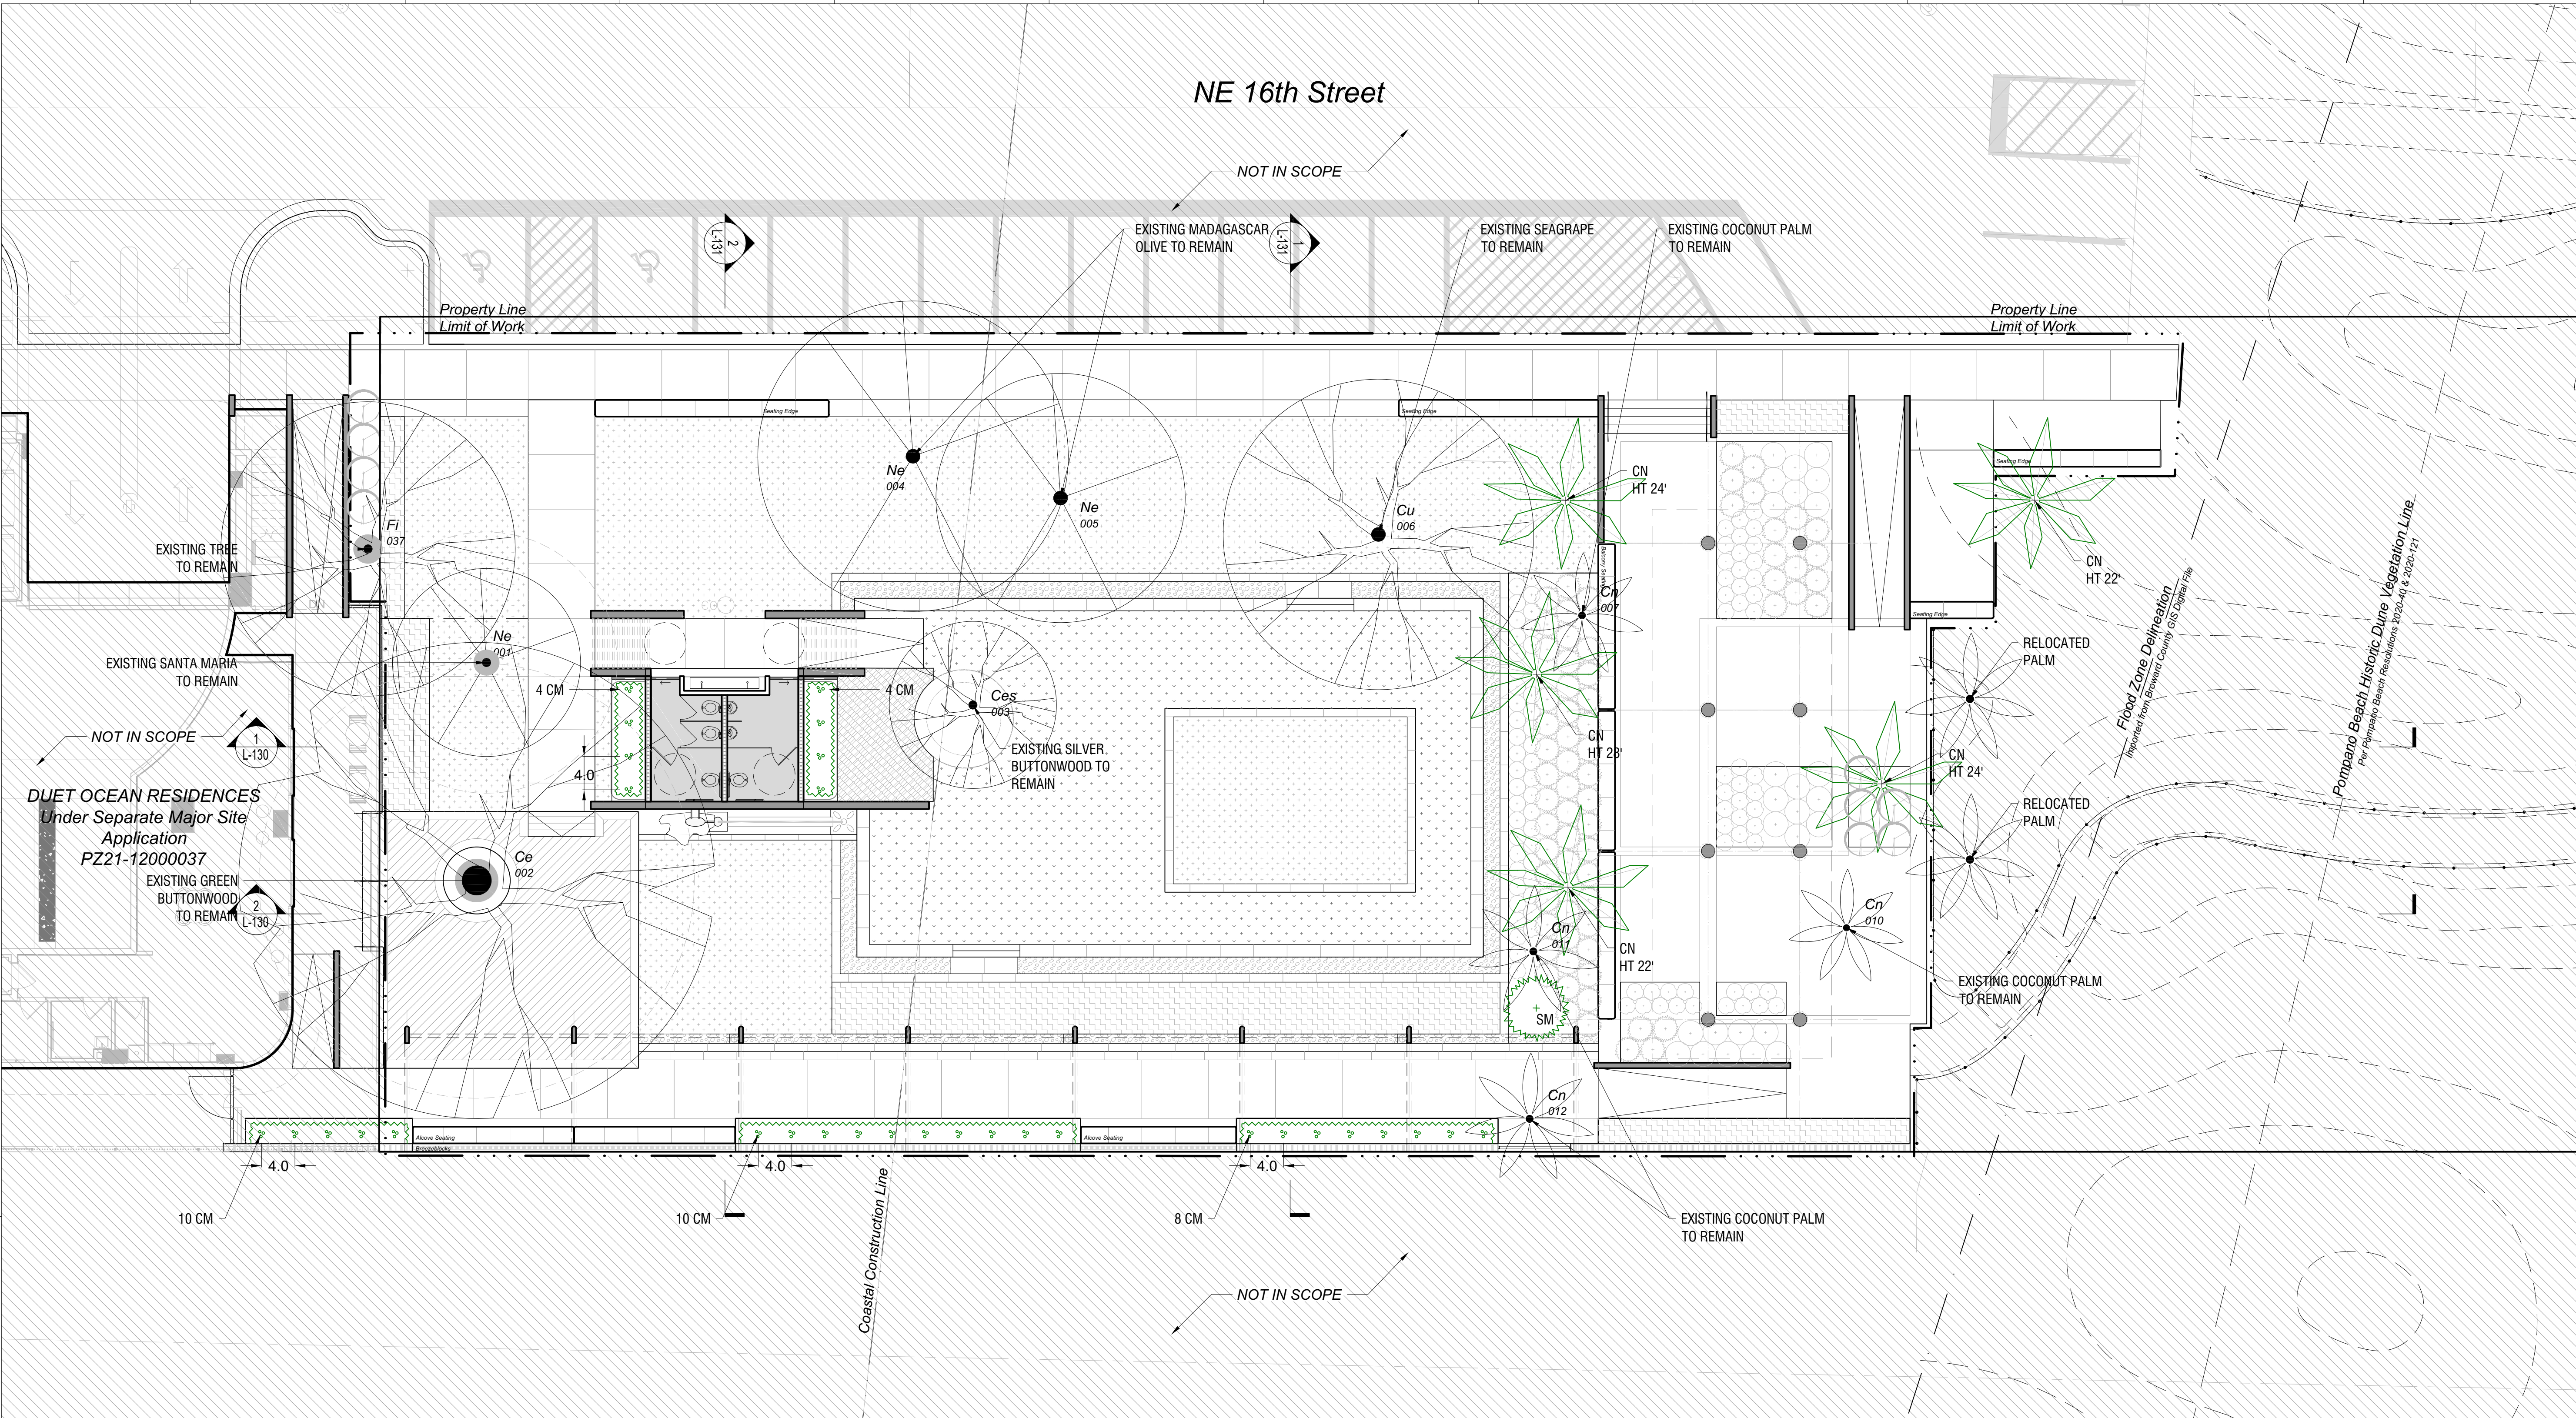 NE 16th Street
NOT IN SCOPE
2
L-131
EXISTING MADAGASCAR
OLIVE TO REMAIN
1
L-131
EXISTING SEAGRAPE
TO REMAIN
EXISTING COCONUT PALM
TO REMAIN
Property Line
Limit of Work
Property Line
Limit of Work
Seating Edge
Seating Edge
Seating Edge
Ne
004
Ne
005
Cu
006
CN
HT 24'
CN
HT 22'
Fi
037
EXISTING TREE
TO REMAIN
DN
Balcony Seating
Cn
007
Seating Edge
Ne
001
EXISTING SANTA MARIA
TO REMAIN
4 CM
4 CM
Ces
003
EXISTING SILVER
BUTTONWOOD TO
REMAIN
4.0
CN
HT 23'
RELOCATED
PALM
CN
HT 24'
RELOCATED
PALM
Flood Zone Delineation
Imported from Broward County GIS Digital File
Pompano Beach Historic Dune Vegetation Line
Per Pompano Beach Resolutions 2020-40 & 2020-121
NOT IN SCOPE
1
L-130
DUET OCEAN RESIDENCES
Under Separate Major Site
Application
PZ21-12000037
Ce
002
EXISTING GREEN
BUTTONWOOD
TO REMAIN
2
L-130
Cn
011
CN
HT 22'
Cn
010
EXISTING COCONUT PALM
TO REMAIN
SM
Cn
012
Alcove Seating
Breezeblocks
Alcove Seating
4.0
4.0
4.0
10 CM
10 CM
8 CM
Coastal Construction Line
EXISTING COCONUT PALM
TO REMAIN
NOT IN SCOPE